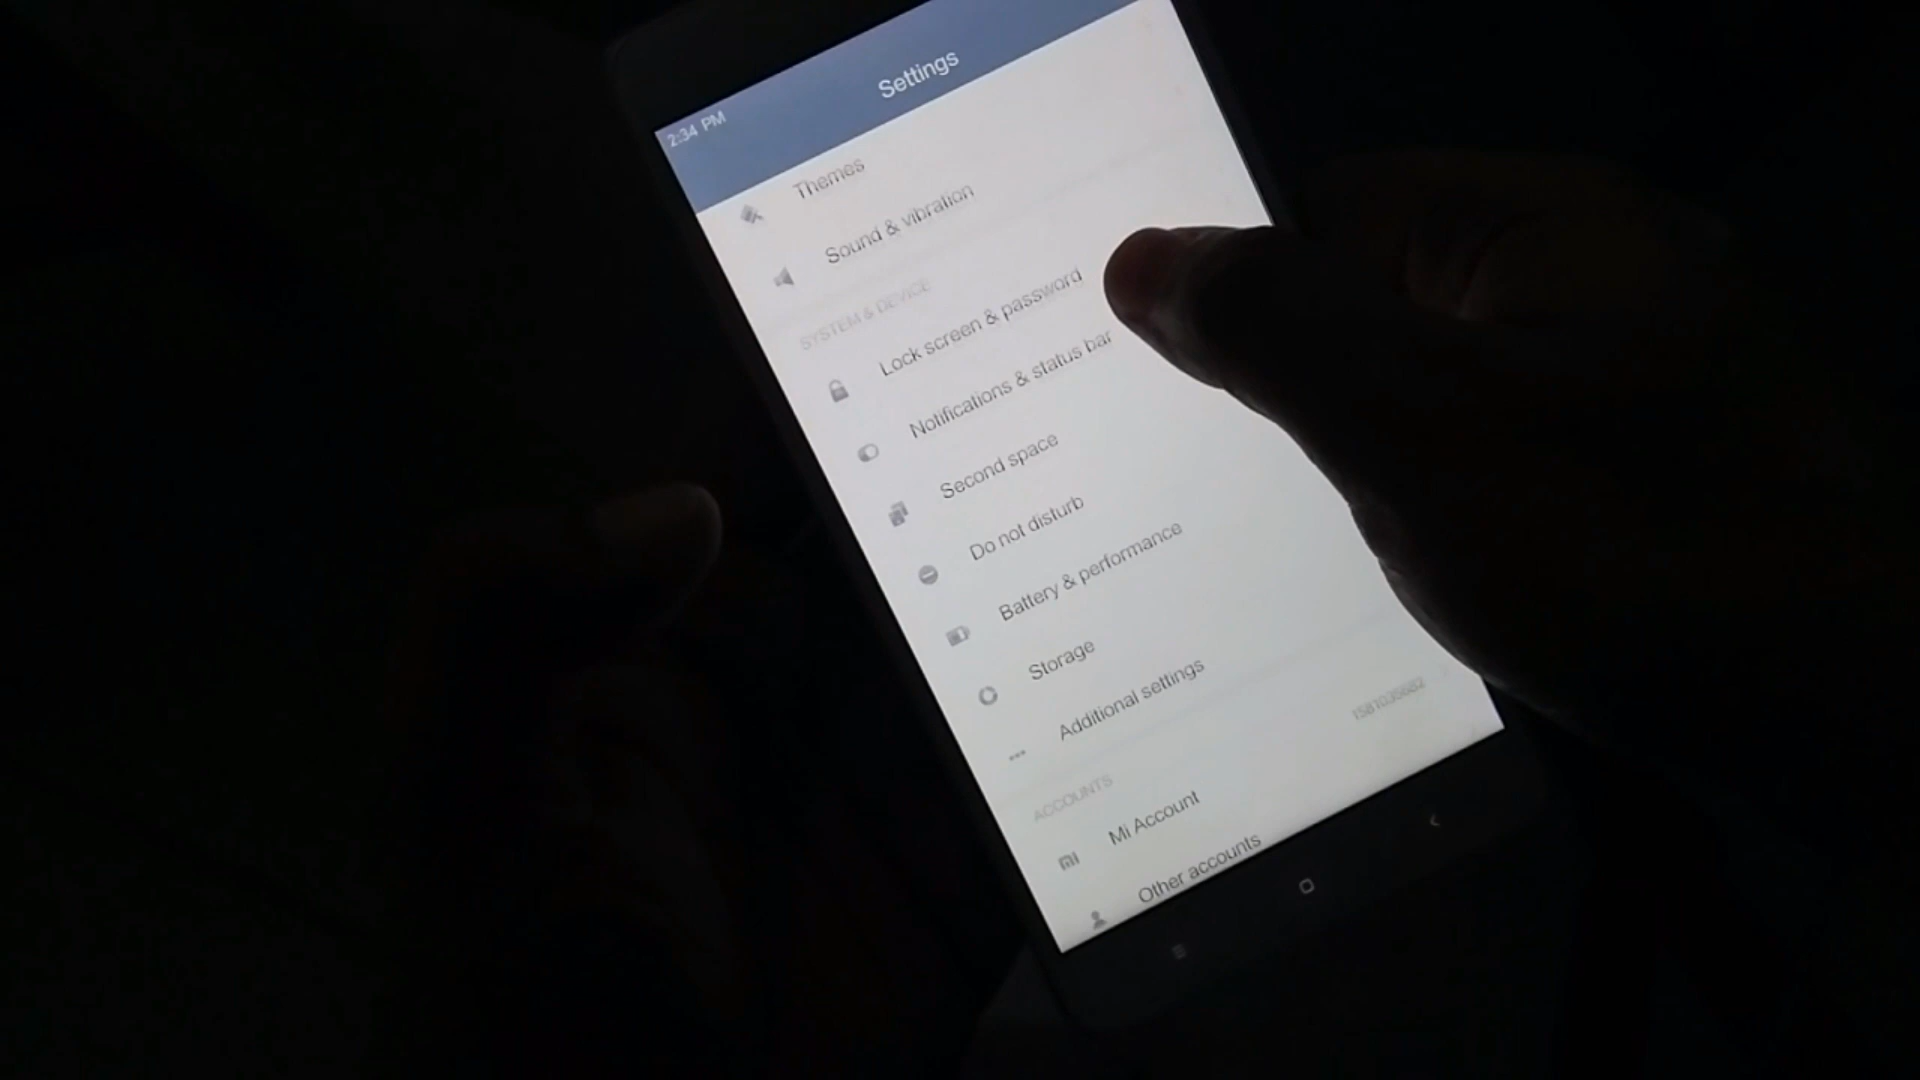 Settings
2:34 PM
Themes
Sound & vibration
SYSTEM & DEVICE
Lock screen & password
Notifications & status bar
Second space
Do not disturb
Battery & performance
Storage
Additional settings
ACCOUNTS
Mi Account
Other accounts